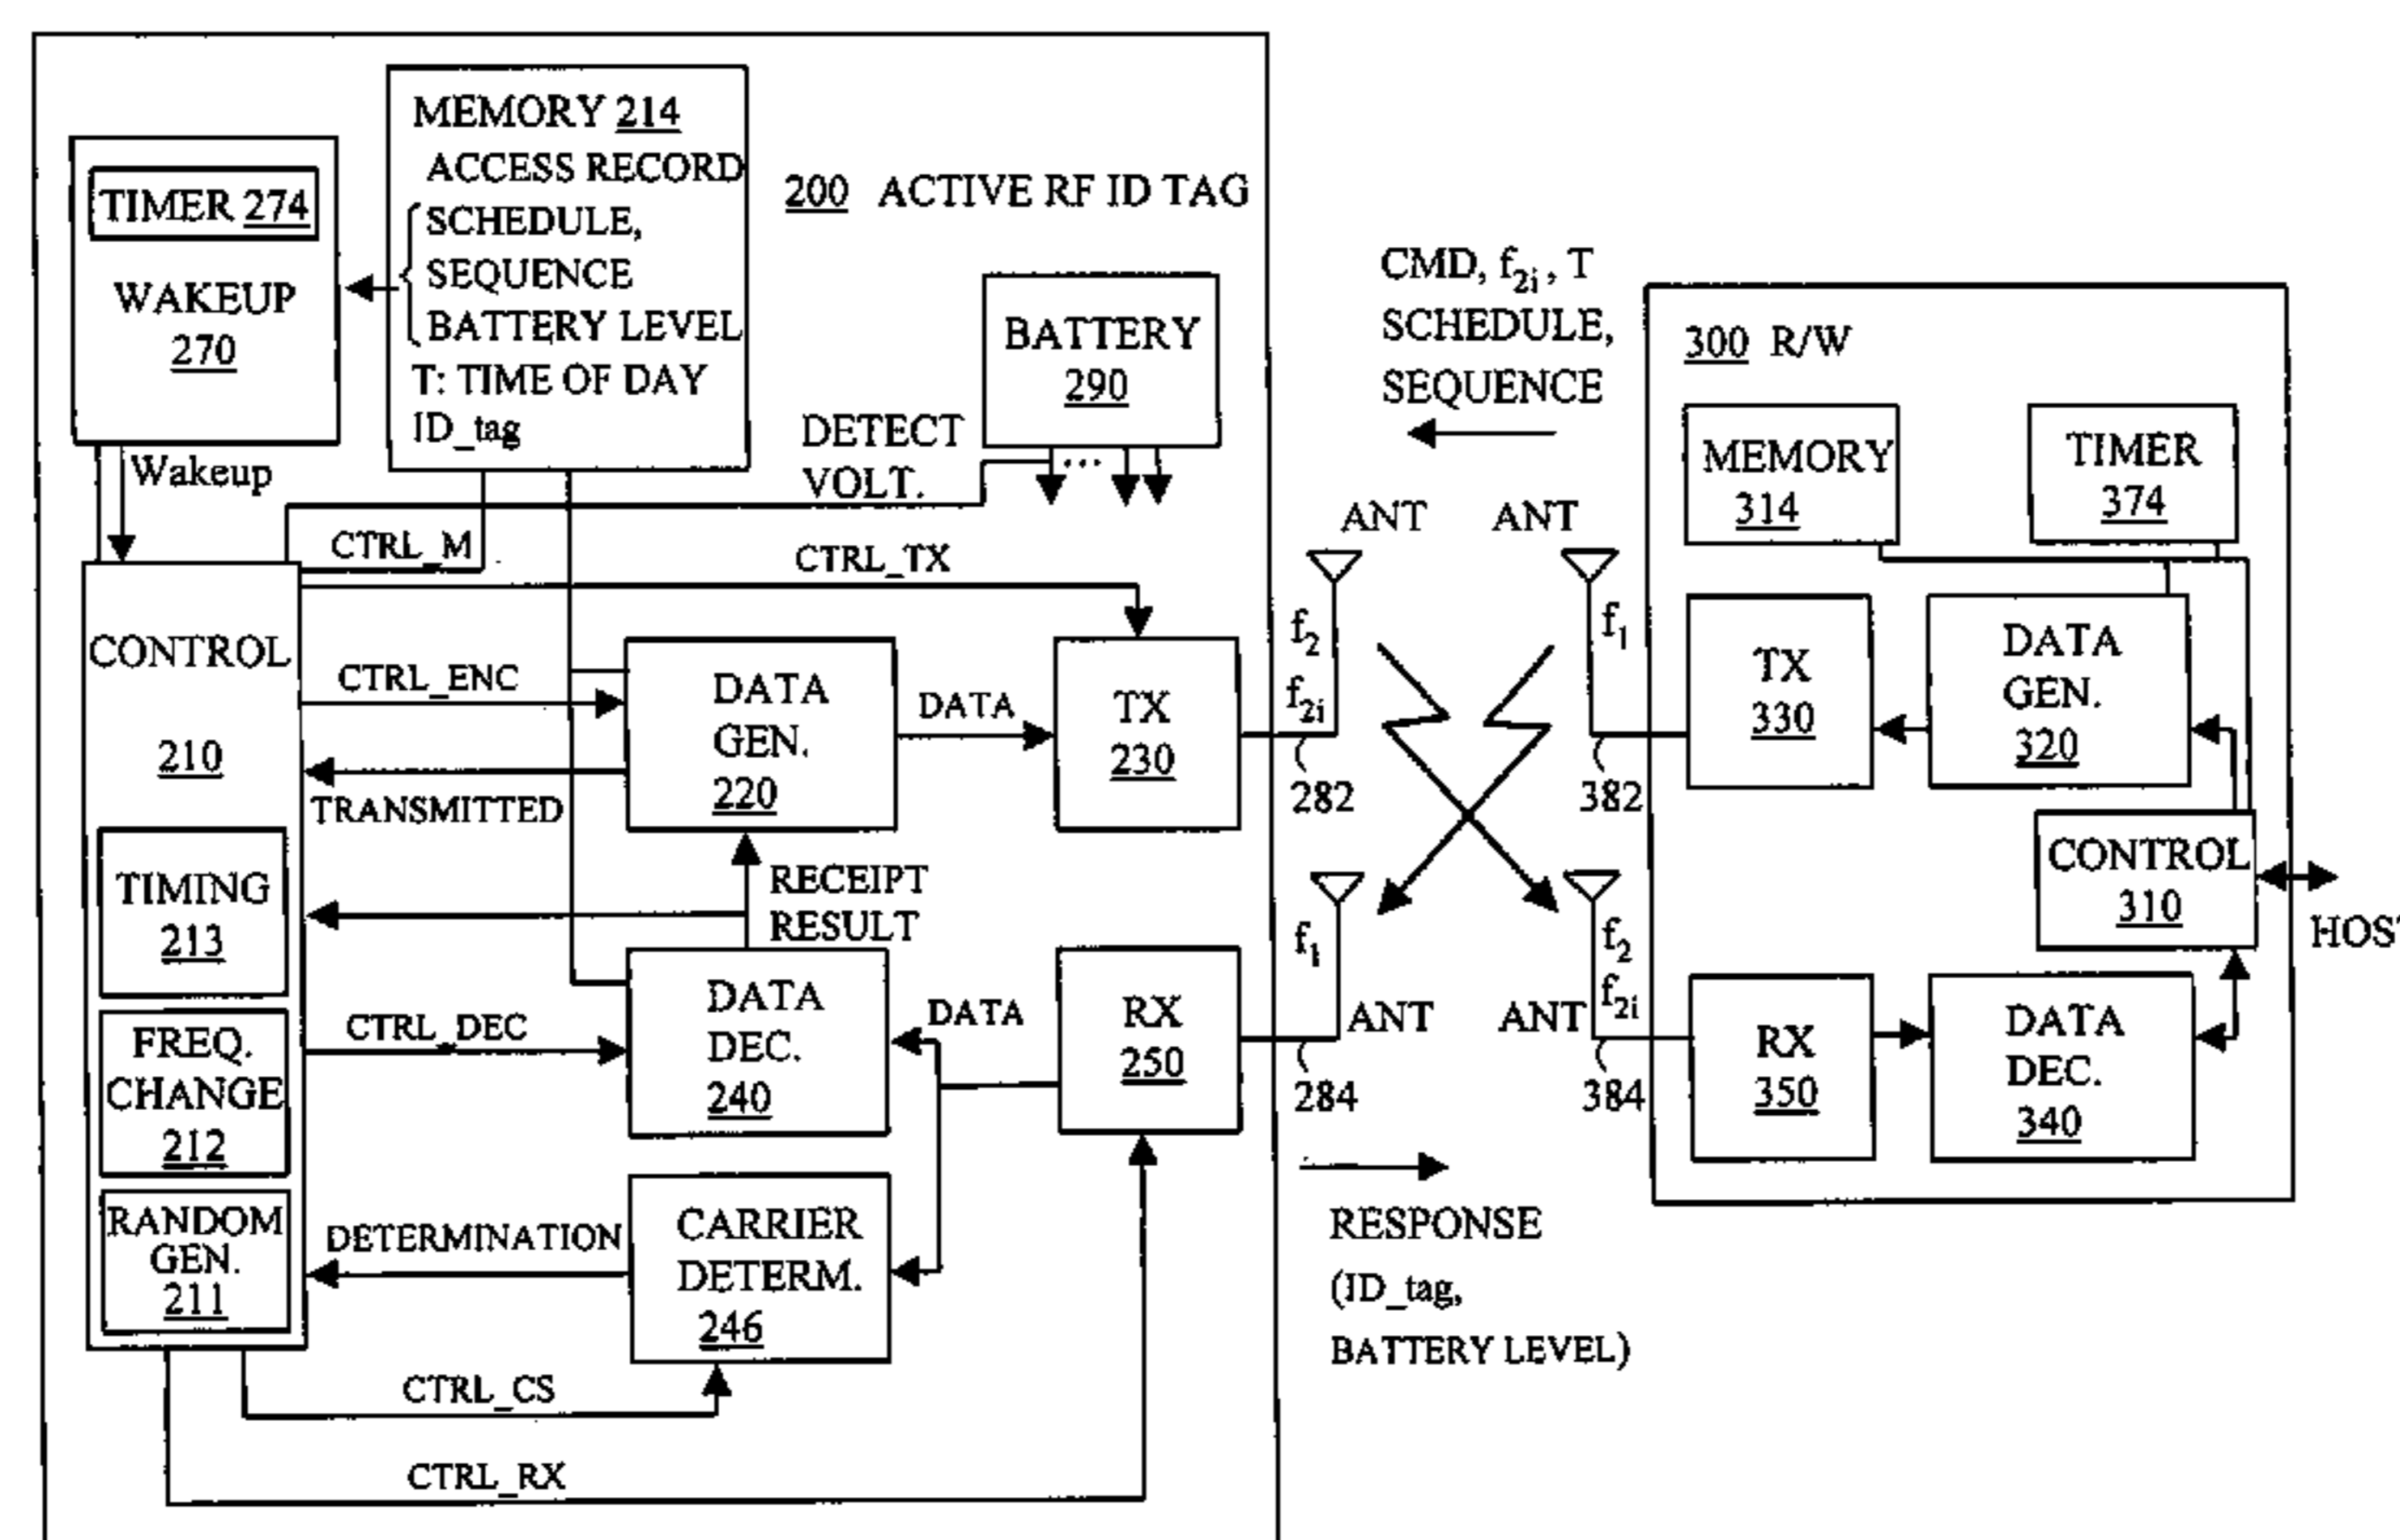 MEMORY 214
ACCESS RECORD
SCHEDULE,
SEQUENCE
BATTERY LEVEL
T: TIME OF DAY
ID_tag
TIMER 274
WAKEUP
270
Wakeup
200 ACTIVE RF ID TAG
BATTERY
290
DETECT
VOLT.
CTRL_M
CTRL_TX
CONTROL
210
CTRL_ENC
DATA
GEN.
220
DATA
TX
230
TRANSMITTED
TIMING
213
RECEIPT
RESULT
FREQ.
CHANGE
212
CTRL_DEC
DATA
DEC.
240
DATA
RX
250
RANDOM
GEN.
211
DETERMINATION
CARRIER
DETERM.
246
CTRL_CS
CTRL_RX
CMD, f2i, T
SCHEDULE,
SEQUENCE
ANT
ANT
f2
f2i
282
f1
382
f1
ANT
284
f2
f2i
ANT
384
RESPONSE
(ID_tag,
BATTERY LEVEL)
300 R/W
MEMORY
314
TIMER
374
TX
330
DATA
GEN.
320
CONTROL
310
HOST
RX
350
DATA
DEC.
340